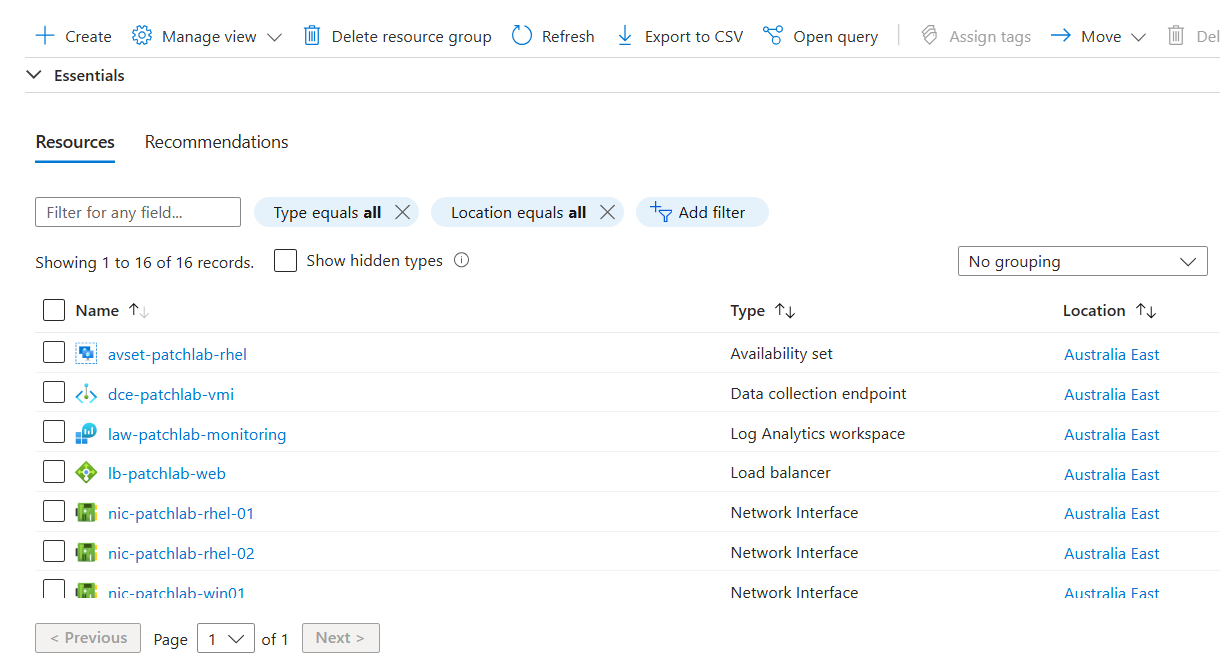 Create Manage view Delete resource group Refresh Export to CSV Open query Assign tags Move Del
Essentials
Resources Recommendations
Filter for any field... Type equals all Location equals all Add filter
Showing 1 to 16 of 16 records. Show hidden types No grouping
Name Type Location
avset-patchlab-rhel Availability set Australia East
dce-patchlab-vmi Data collection endpoint Australia East
law-patchlab-monitoring Log Analytics workspace Australia East
lb-patchlab-web Load balancer Australia East
nic-patchlab-rhel-01 Network Interface Australia East
nic-patchlab-rhel-02 Network Interface Australia East
nic-patchlab-win01 Network Interface Australia East
< Previous Page 1 of 1 Next >